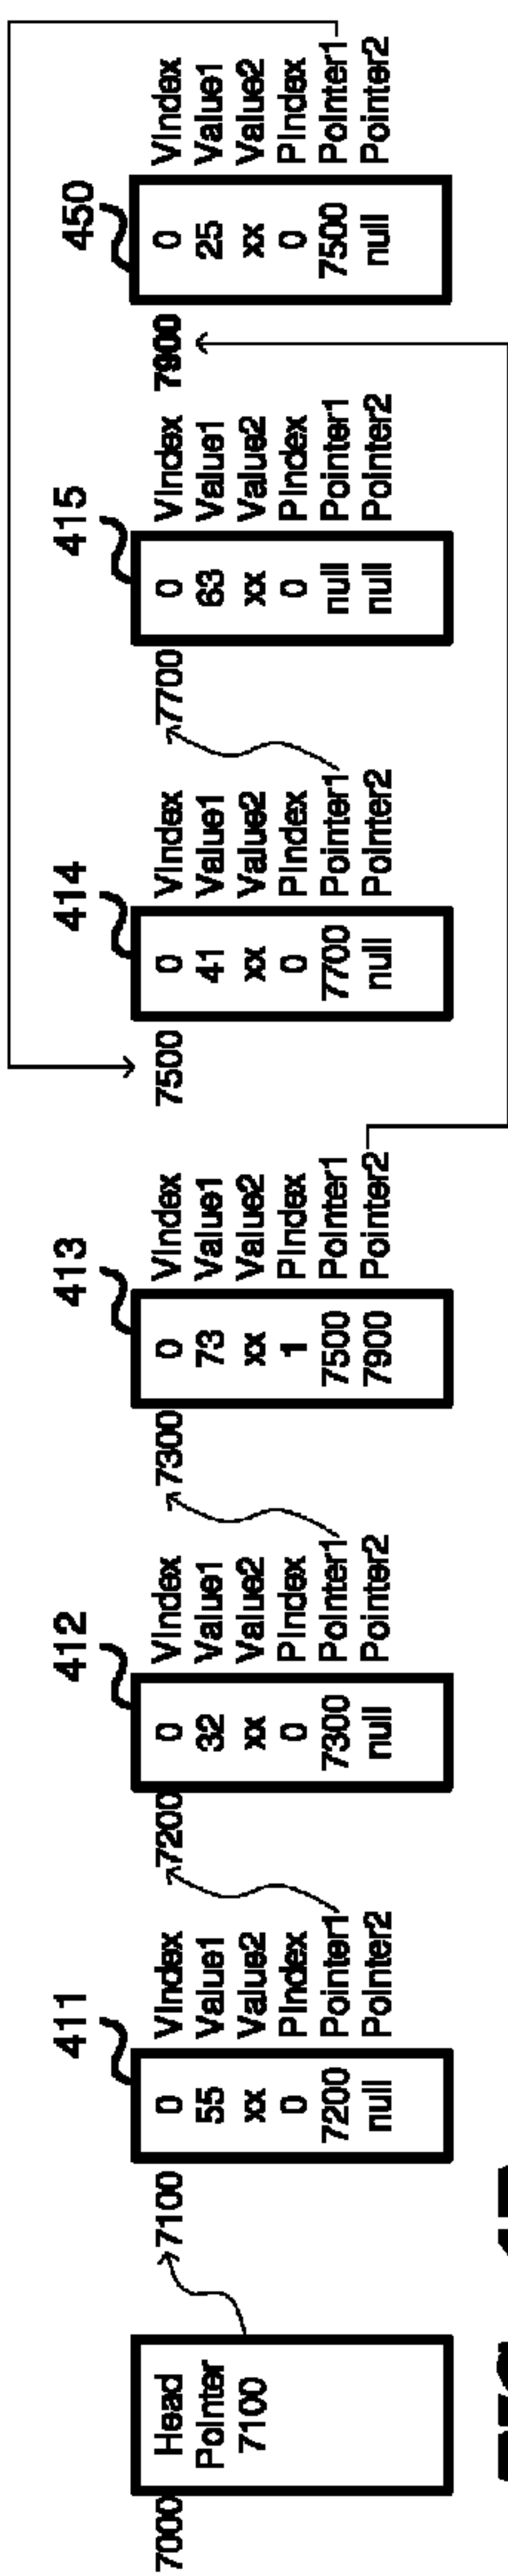 7000
Head
Pointer
7100
7100
411
0 VIndex
55 Value1
xx Value2
0 PIndex
7200 Pointer1
null Pointer2
7200
412
0 VIndex
32 Value1
xx Value2
0 PIndex
7300 Pointer1
null Pointer2
7300
413
0 VIndex
73 Value1
xx Value2
1 PIndex
7500 Pointer1
7900 Pointer2
7500
414
0 VIndex
41 Value1
xx Value2
0 PIndex
7700 Pointer1
null Pointer2
7700
415
0 VIndex
63 Value1
xx Value2
0 PIndex
null Pointer1
null Pointer2
7900
450
0 VIndex
25 Value1
xx Value2
0 PIndex
7500 Pointer1
null Pointer2